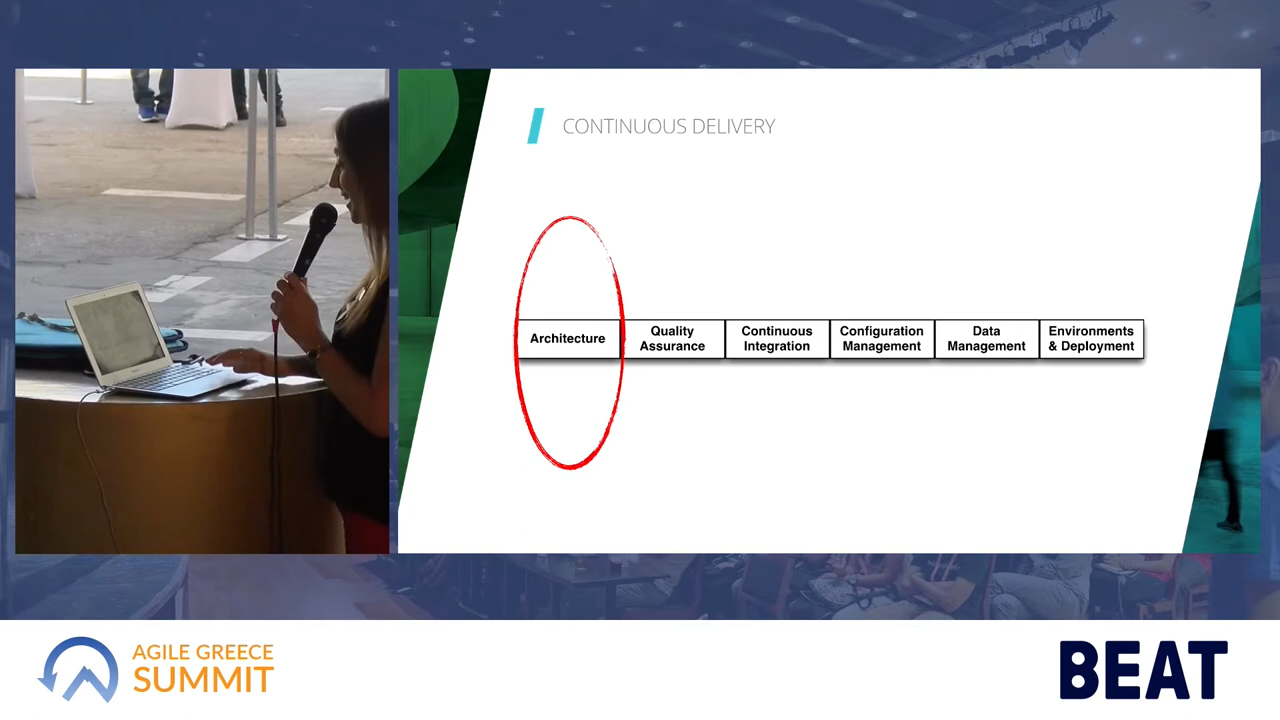 CONTINUOUS DELIVERY
Architecture
Quality
Assurance
Continuous
Integration
Configuration
Management
Data
Management
Environments
& Deployment
AGILE GREECE
SUMMIT
BEAT